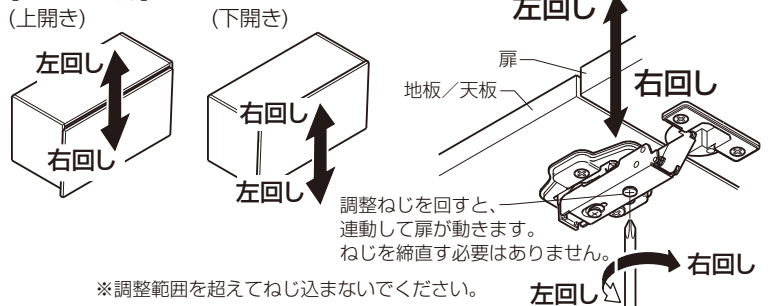 (上開き)
(下開き)
左回し
右回し
右回し
左回し
左回し
扉
地板／天板
右回し
調整ねじを回すと、
連動して扉が動きます。
ねじを締直す必要はありません。
右回し
左回し
※調整範囲を超えてねじ込まないでください。